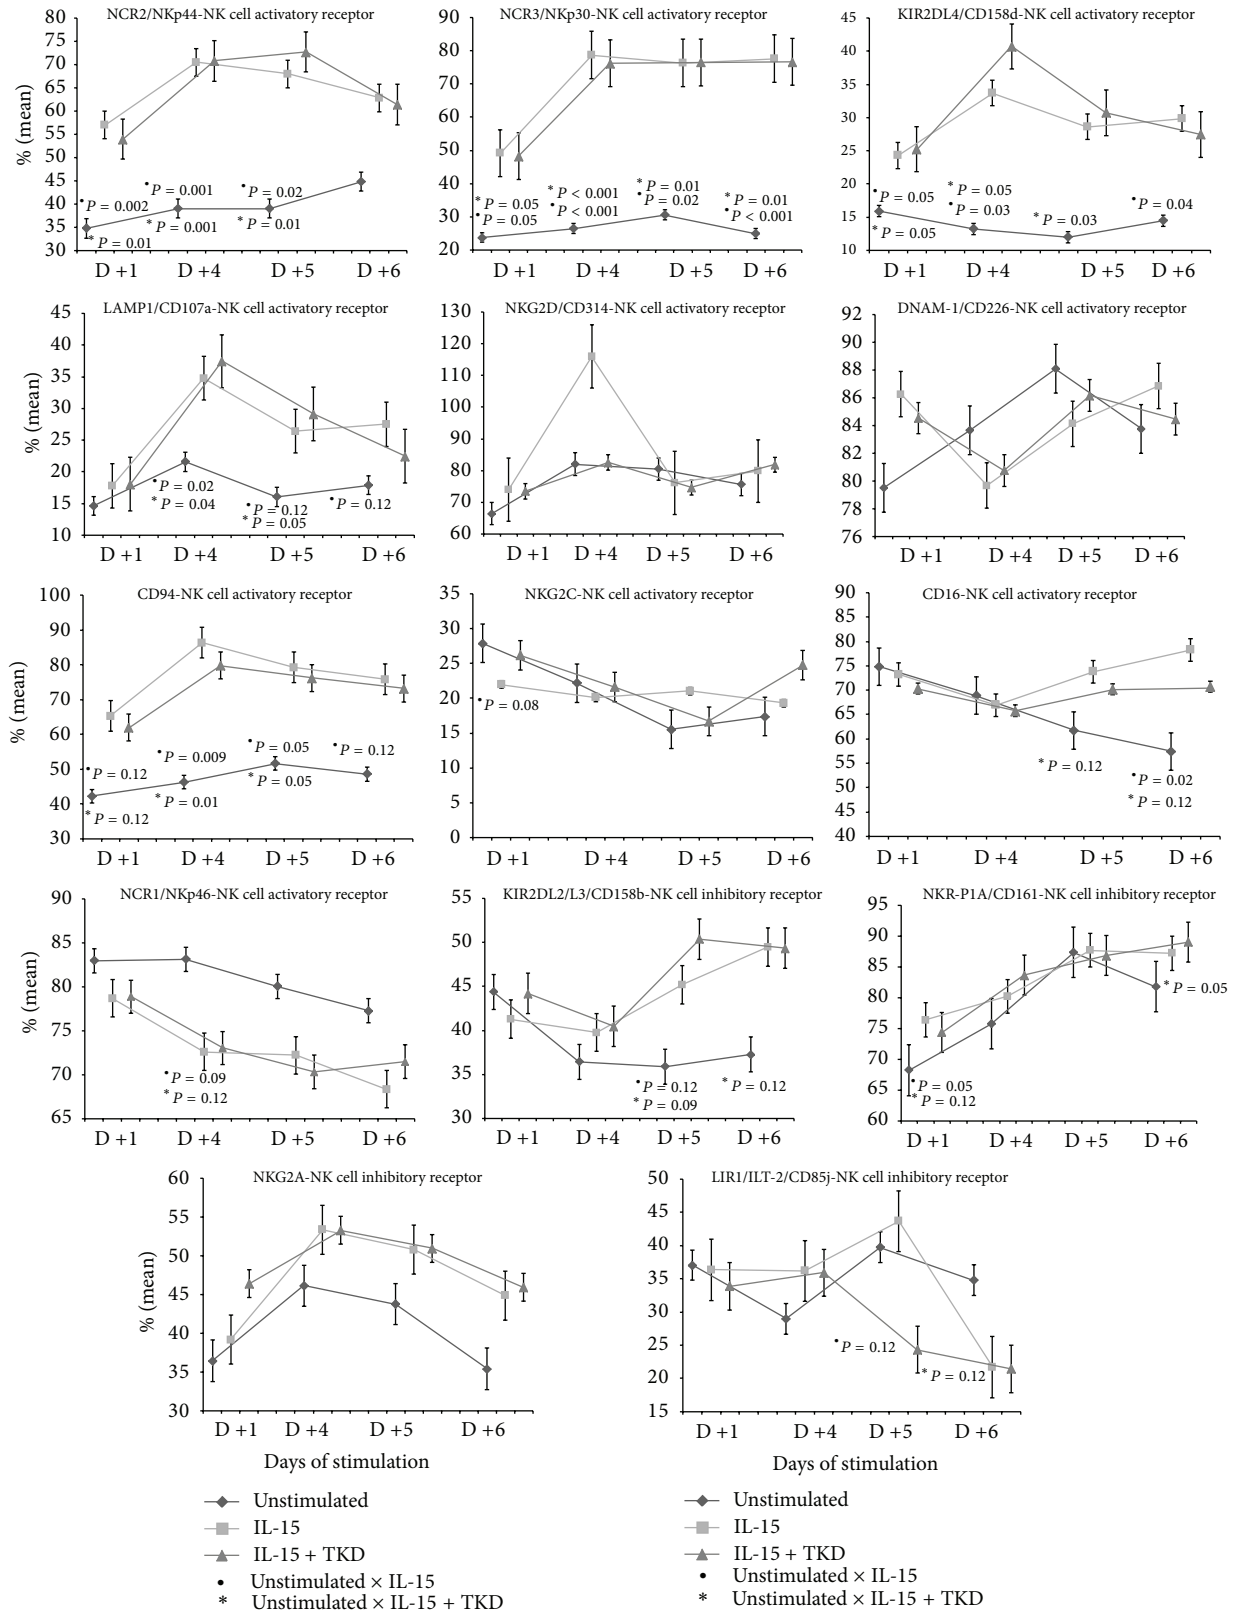 NCR2/NKp44-NK cell activatory receptor
80
75
70
65
60
55
50
45
40
35
30
% (mean)
• P = 0.002
* P = 0.01
• P = 0.001
* P = 0.001
• P = 0.02
* P = 0.01
D +1 D +4 D +5 D +6
NCR3/NKp30-NK cell activatory receptor
90
80
70
60
50
40
30
20
* P = 0.05
• P = 0.05
* P < 0.001
• P < 0.001
* P = 0.01
• P = 0.02
* P = 0.01
• P < 0.001
D +1 D +4 D +5 D +6
KIR2DL4/CD158d-NK cell activatory receptor
45
40
35
30
25
20
15
10
• P = 0.05
* P = 0.05
* P = 0.05
• P = 0.03
* P = 0.03
• P = 0.04
D +1 D +4 D +5 D +6
LAMP1/CD107a-NK cell activatory receptor
45
40
35
30
25
20
15
10
% (mean)
• P = 0.02
* P = 0.04
• P = 0.12
* P = 0.05
• P = 0.12
D +1 D +4 D +5 D +6
NKG2D/CD314-NK cell activatory receptor
130
120
110
100
90
80
70
60
D +1 D +4 D +5 D +6
DNAM-1/CD226-NK cell activatory receptor
92
88
86
84
82
80
78
76
D +1 D +4 D +5 D +6
CD94-NK cell activatory receptor
100
90
80
70
60
50
40
30
% (mean)
• P = 0.12
* P = 0.12
• P = 0.009
* P = 0.01
• P = 0.05
* P = 0.05
• P = 0.12
D +1 D +4 D +5 D +6
NKG2C-NK cell activatory receptor
35
30
25
20
15
10
5
0
• P = 0.08
D +1 D +4 D +5 D +6
CD16-NK cell activatory receptor
90
80
75
70
65
60
55
50
45
40
* P = 0.12
• P = 0.02
* P = 0.12
D +1 D +4 D +5 D +6
NCR1/NKp46-NK cell activatory receptor
90
85
80
75
70
65
% (mean)
• P = 0.09
* P = 0.12
D +1 D +4 D +5 D +6
KIR2DL2/L3/CD158b-NK cell inhibitory receptor
55
50
45
40
35
30
• P = 0.12
* P = 0.09
* P = 0.12
D +1 D +4 D +5 D +6
NKR-P1A/CD161-NK cell inhibitory receptor
95
90
85
80
75
70
65
60
• P = 0.05
* P = 0.12
* P = 0.05
D +1 D +4 D +5 D +6
NKG2A-NK cell inhibitory receptor
60
55
50
45
40
35
30
% (mean)
D +1 D +4 D +5 D +6
Days of stimulation
Unstimulated
IL-15
IL-15 + TKD
• Unstimulated × IL-15
* Unstimulated × IL-15 + TKD
LIR1/ILT-2/CD85j-NK cell inhibitory receptor
50
40
35
30
25
20
15
• P = 0.12
* P = 0.12
D +1 D +4 D +5 D +6
Days of stimulation
Unstimulated
IL-15
IL-15 + TKD
• Unstimulated × IL-15
* Unstimulated × IL-15 + TKD